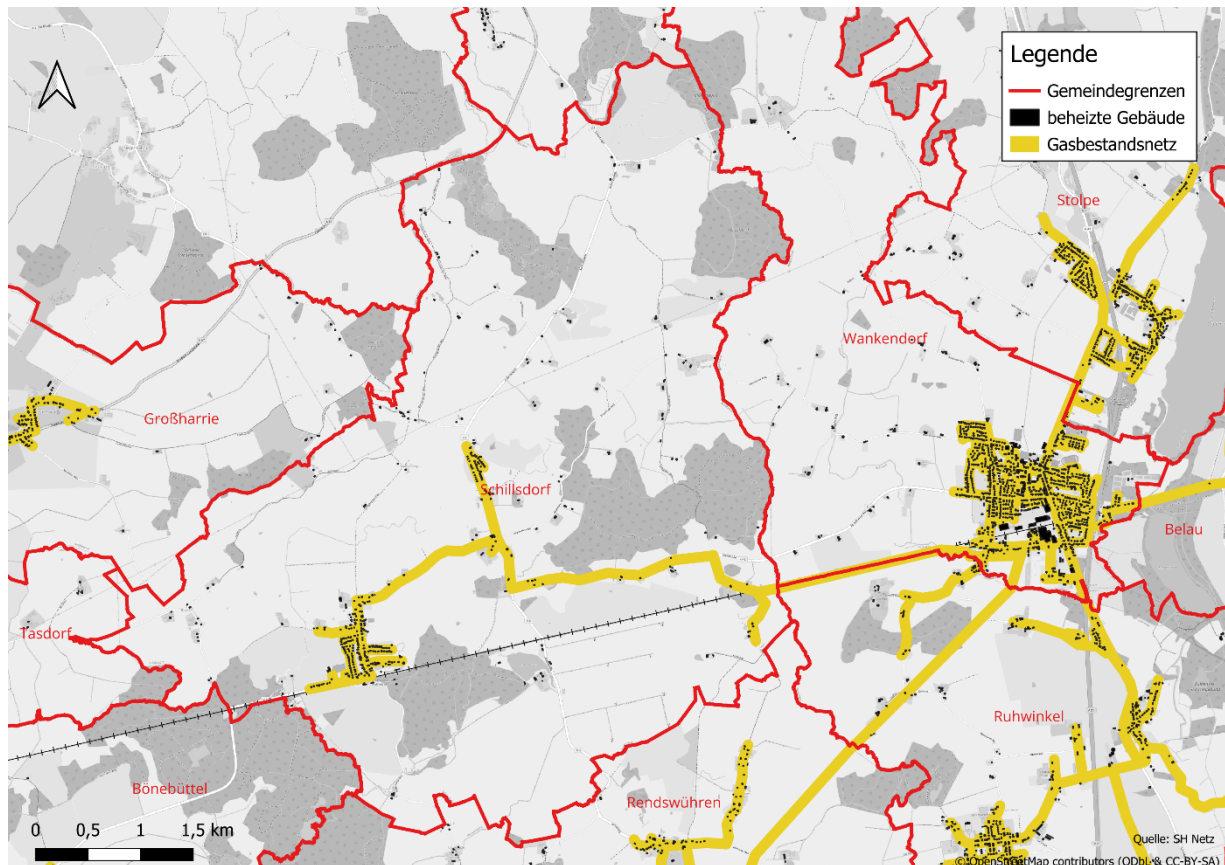 Legende
Gemeindegrenzen
beheizte Gebäude
Gasbestandsnetz
Stolpe
Wankendorf
Großharrie
Schillsdorf
Belau
Tasdorf
Ruhwinkel
Bönebüttel
Rendswühren
0 0,5 1 1,5 km
Quelle: SH Netz
© OpenStreetMap contributors (ODbL & CC-BY-SA)